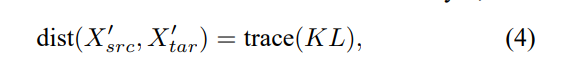 dist(X′src, X′tar) = trace(KL), (4)